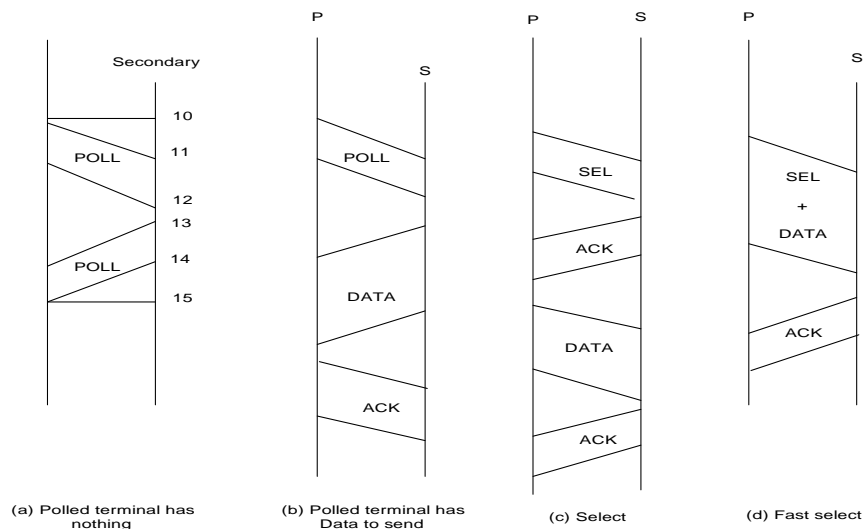 Secondary
10
11
12
13
14
15
POLL
POLL
(a) Polled terminal has
nothing
P
S
POLL
DATA
ACK
(b) Polled terminal has
Data to send
P
S
SEL
ACK
DATA
ACK
(c) Select
P
S
SEL
+
DATA
ACK
(d) Fast select